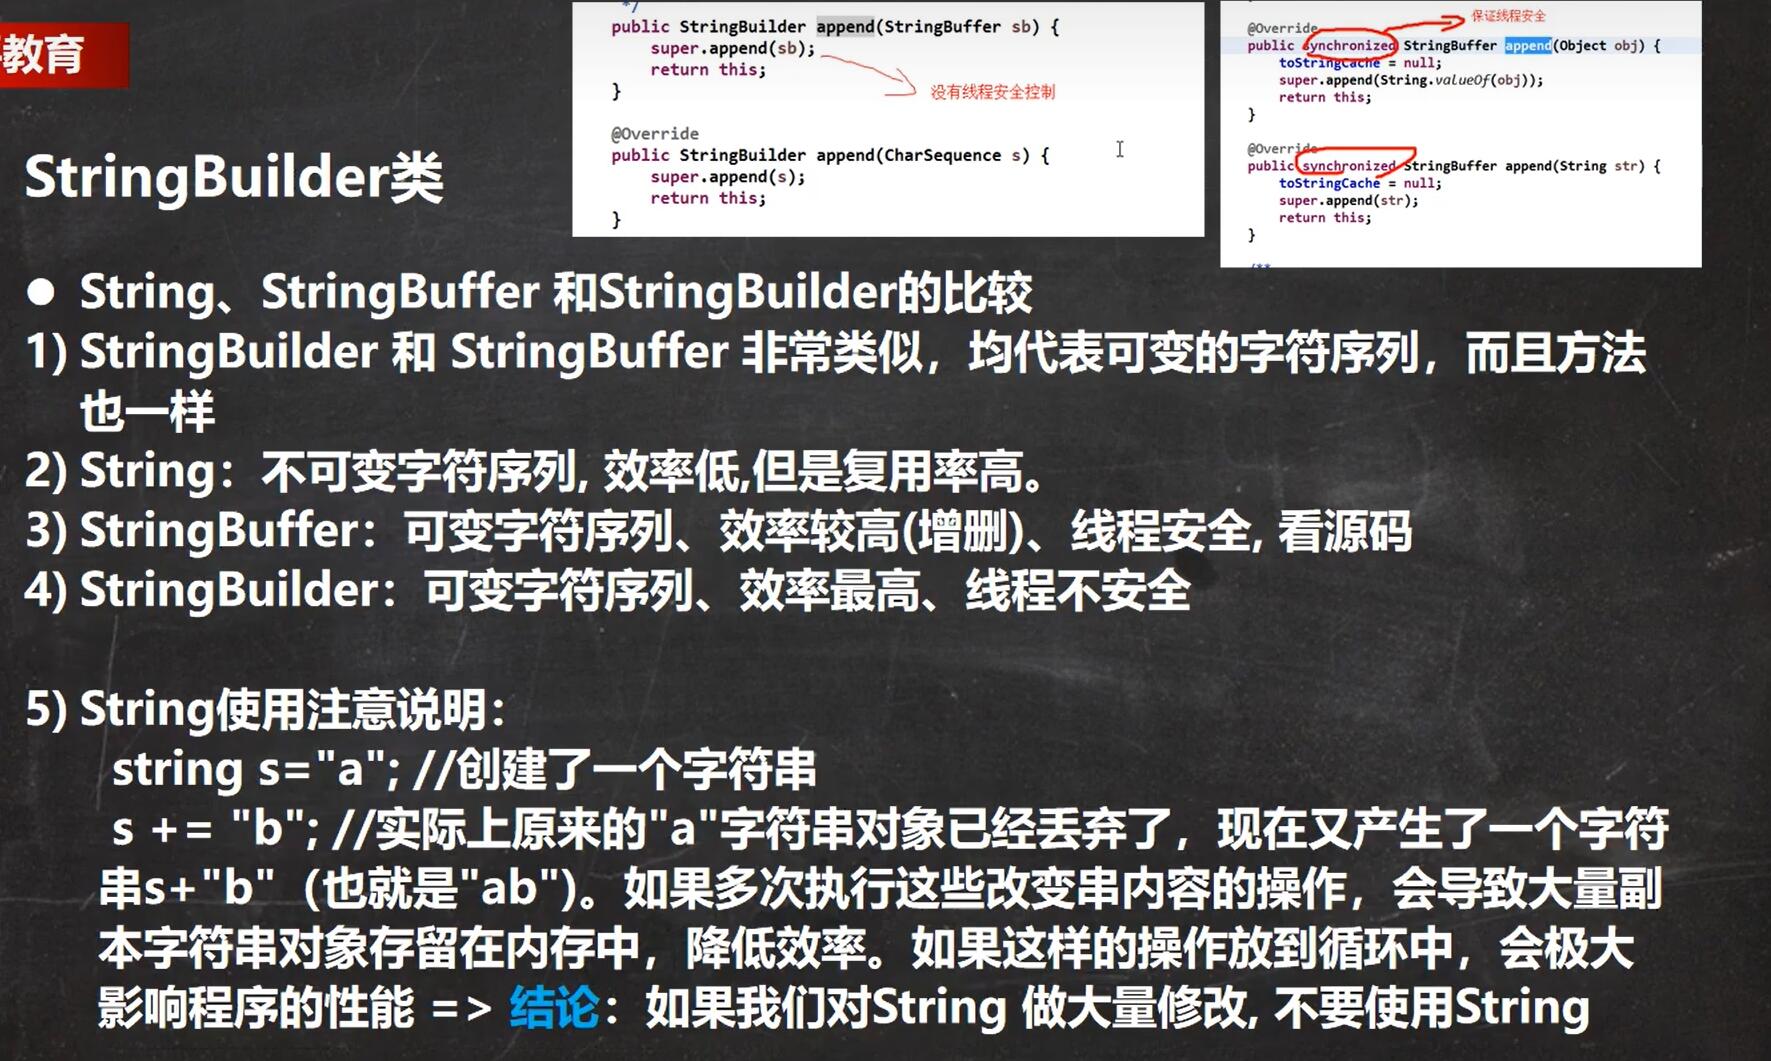 教育
*/
public StringBuilder append(StringBuffer sb) {
super.append(sb);
return this;
}
没有线程安全控制
@Override
public StringBuilder append(CharSequence s) {
super.append(s);
return this;
}
保证线程安全
@Override
public synchronized StringBuffer append(Object obj) {
toStringCache = null;
super.append(String.valueOf(obj));
return this;
}
@Override
public synchronized StringBuffer append(String str) {
toStringCache = null;
super.append(str);
return this;
}
/**
StringBuilder类
● String、StringBuffer 和StringBuilder的比较
1) StringBuilder 和 StringBuffer 非常类似，均代表可变的字符序列，而且方法
也一样
2) String：不可变字符序列, 效率低,但是复用率高。
3) StringBuffer：可变字符序列、效率较高(增删)、线程安全, 看源码
4) StringBuilder：可变字符序列、效率最高、线程不安全
5) String使用注意说明：
string s="a"; //创建了一个字符串
s += "b"; //实际上原来的"a"字符串对象已经丢弃了，现在又产生了一个字符
串s+"b"（也就是"ab")。如果多次执行这些改变串内容的操作，会导致大量副
本字符串对象存留在内存中，降低效率。如果这样的操作放到循环中，会极大
影响程序的性能 => 结论：如果我们对String 做大量修改, 不要使用String